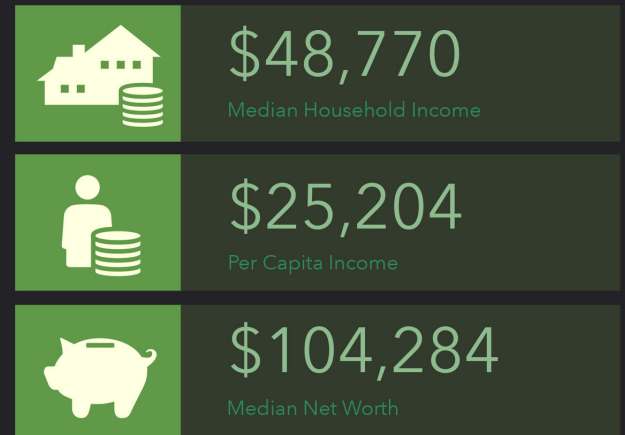 $48,770
Median Household Income
$25,204
Per Capita Income
$104,284
Median Net Worth